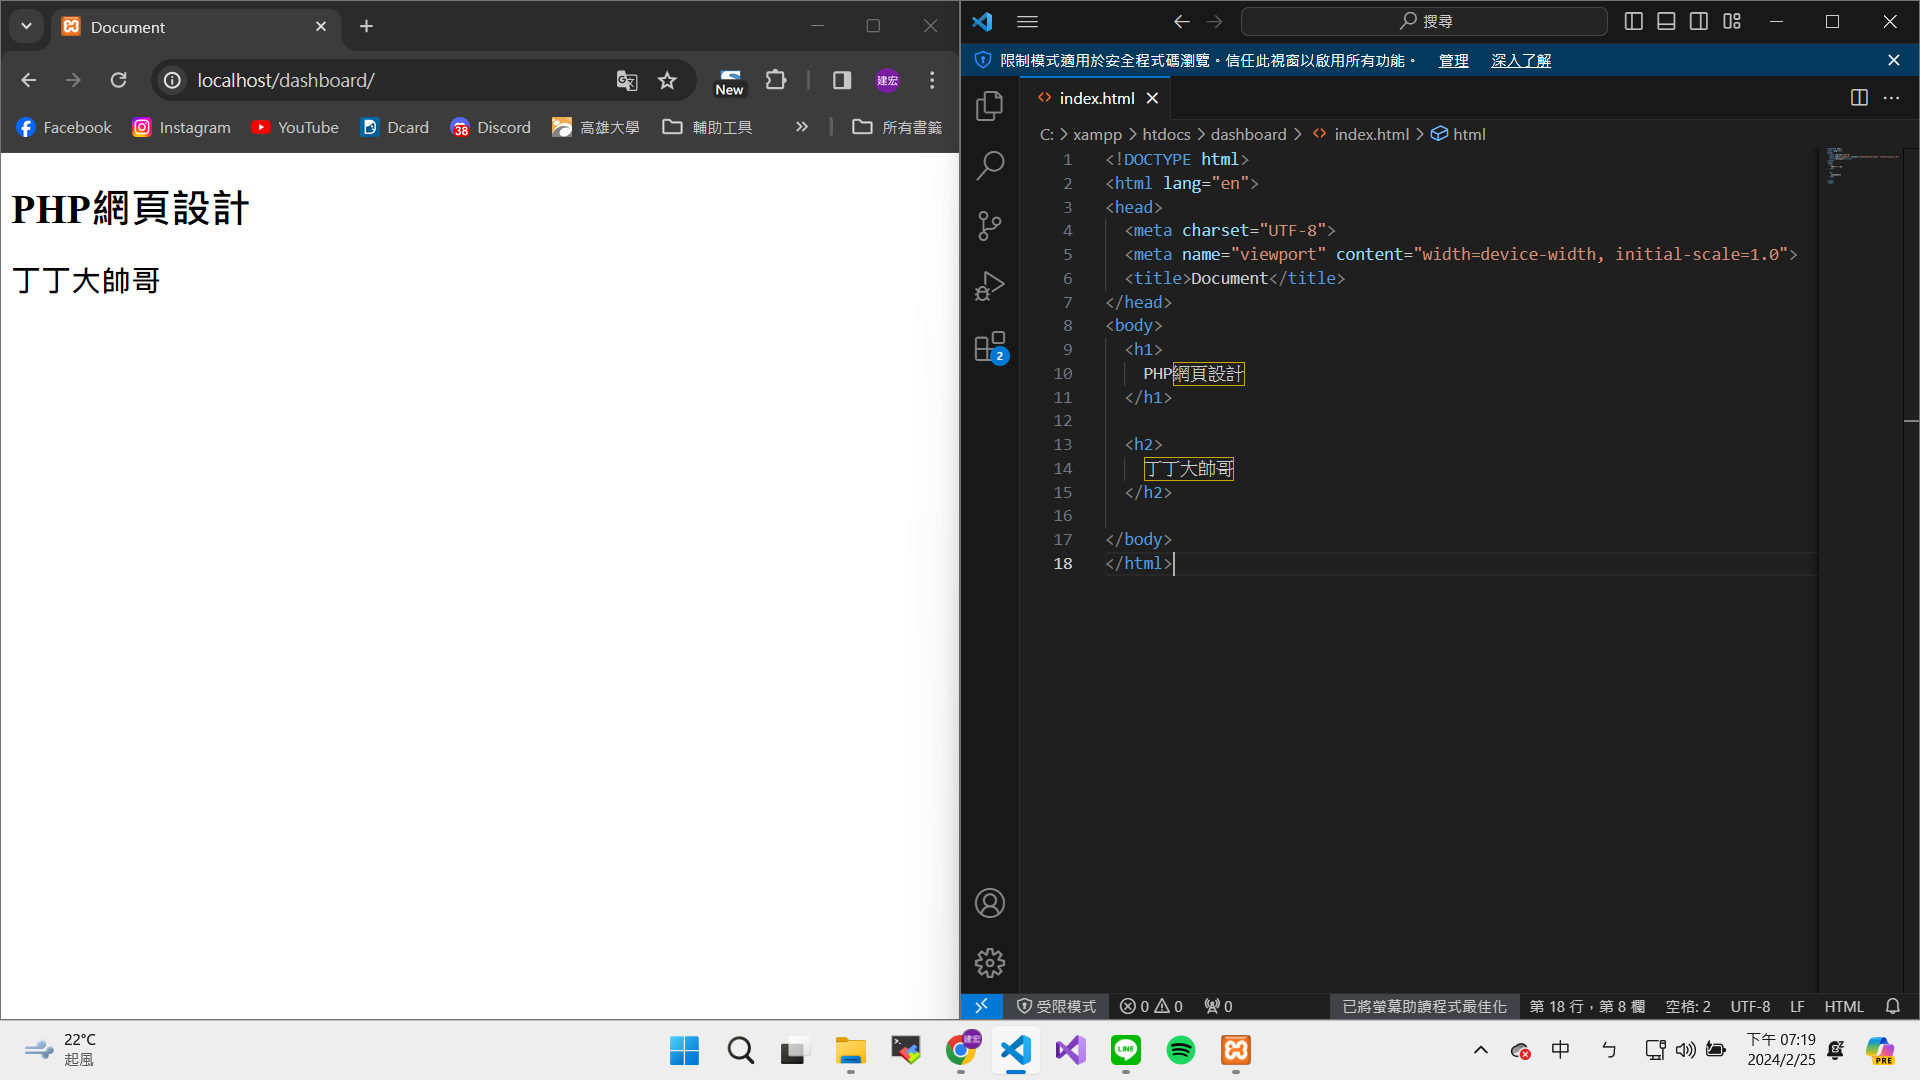 Document
localhost/dashboard/
New
建宏
Facebook
Instagram
YouTube
Dcard
38
Discord
高雄大學
輔助工具
所有書籤
PHP網頁設計
丁丁大帥哥
搜尋
限制模式適用於安全程式碼瀏覽。信任此視窗以啟用所有功能。 管理 深入了解
index.html
C: > xampp > htdocs > dashboard > index.html > html
1 <!DOCTYPE html>
2 <html lang="en">
3 <head>
4 <meta charset="UTF-8">
5 <meta name="viewport" content="width=device-width, initial-scale=1.0">
6 <title>Document</title>
7 </head>
8 <body>
9 <h1>
10 PHP網頁設計
11 </h1>
12
13 <h2>
14 丁丁大帥哥
15 </h2>
16
17 </body>
18 </html>
2
受限模式 0 0 0 已將螢幕助讀程式最佳化 第 18 行，第 8 欄 空格: 2 UTF-8 LF HTML
22°C
起風
建宏
LINE
中
ㄅ
下午 07:19
2024/2/25
PRE